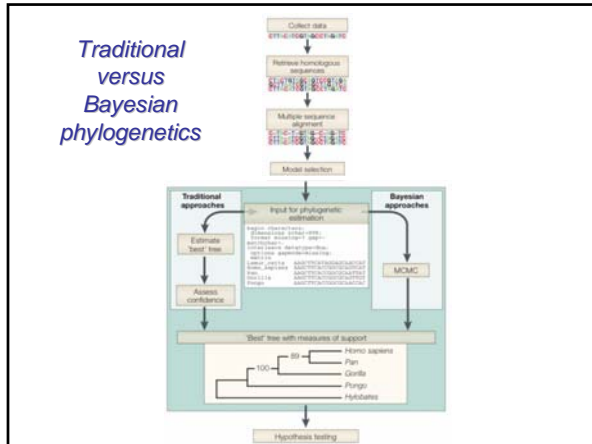 Traditional
versus
Bayesian
phylogenetics
Collect data
Retrieve homologous
sequences
Multiple sequence
alignment
Model selection
Traditional
approaches
Input for phylogenetic
estimation
Bayesian
approaches
Estimate
'best' tree
Assess
confidence
MCMC
'Best' tree with measures of support
89
100
Homo sapiens
Pan
Gorilla
Pongo
Hylobates
Hypothesis testing